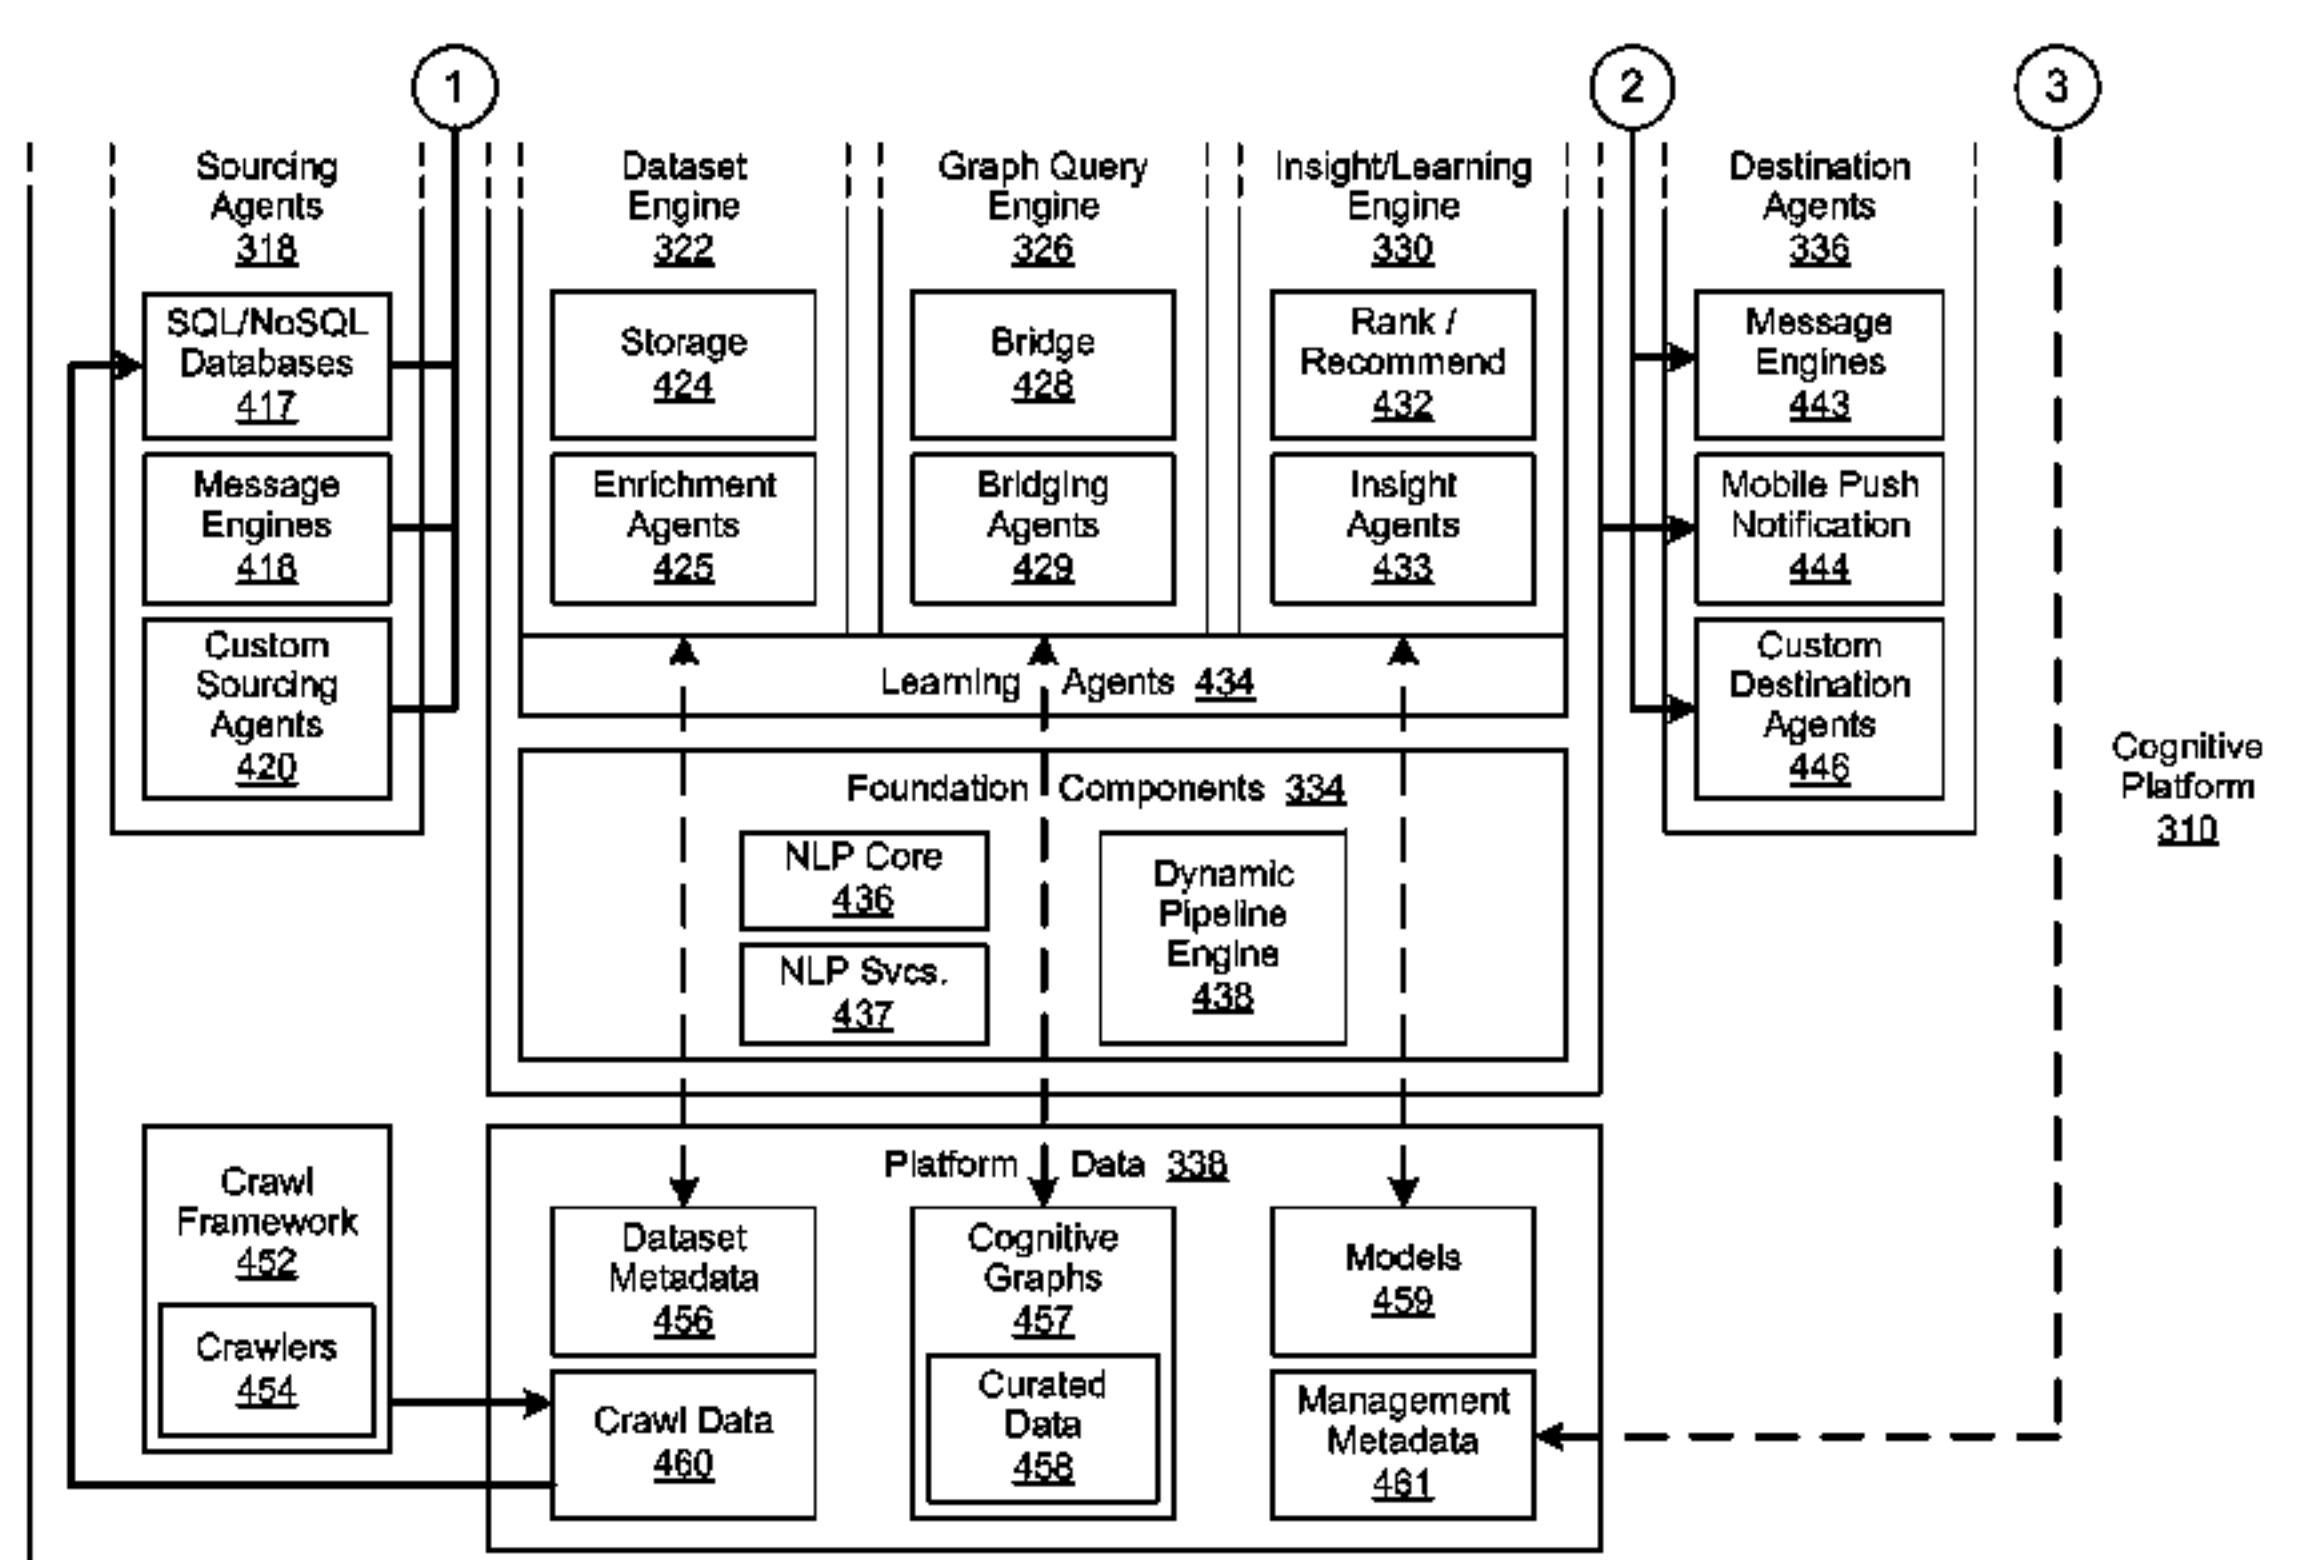 1
2
3
Sourcing
Agents
318
SQL/NoSQL
Databases
417
Message
Engines
418
Custom
Sourcing
Agents
420
Dataset
Engine
322
Storage
424
Enrichment
Agents
425
Graph Query
Engine
326
Bridge
428
Bridging
Agents
429
Insight/Learning
Engine
330
Rank /
Recommend
432
Insight
Agents
433
Learning Agents 434
Destination
Agents
336
Message
Engines
443
Mobile Push
Notification
444
Custom
Destination
Agents
446
Cognitive
Platform
310
Foundation Components 334
NLP Core
436
NLP Svcs.
437
Dynamic
Pipeline
Engine
438
Crawl
Framework
452
Crawlers
454
Platform Data 338
Dataset
Metadata
456
Crawl Data
460
Cognitive
Graphs
457
Curated
Data
458
Models
459
Management
Metadata
461